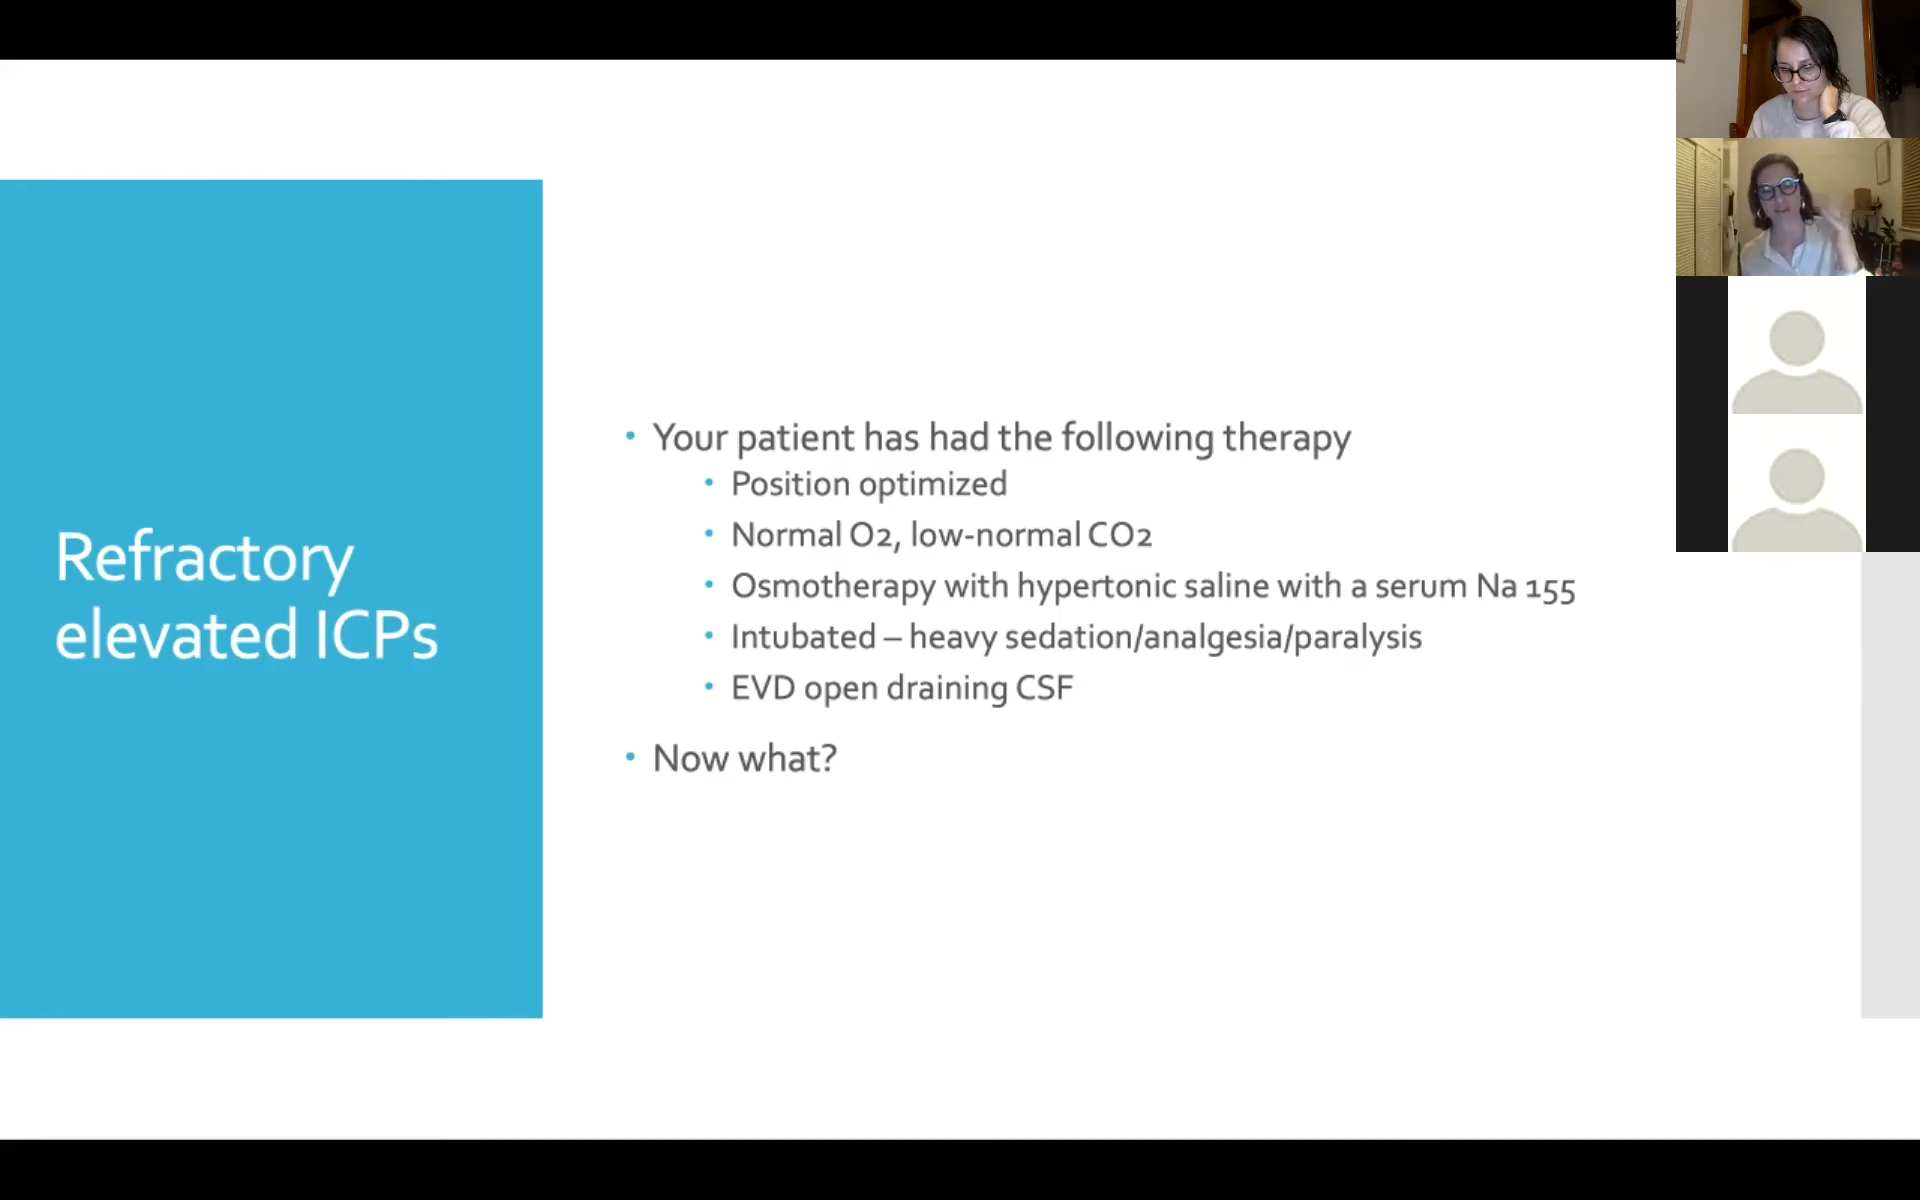 Refractory
elevated ICPs
Your patient has had the following therapy
Position optimized
Normal O2, low-normal CO2
Osmotherapy with hypertonic saline with a serum Na 155
Intubated – heavy sedation/analgesia/paralysis
EVD open draining CSF
Now what?